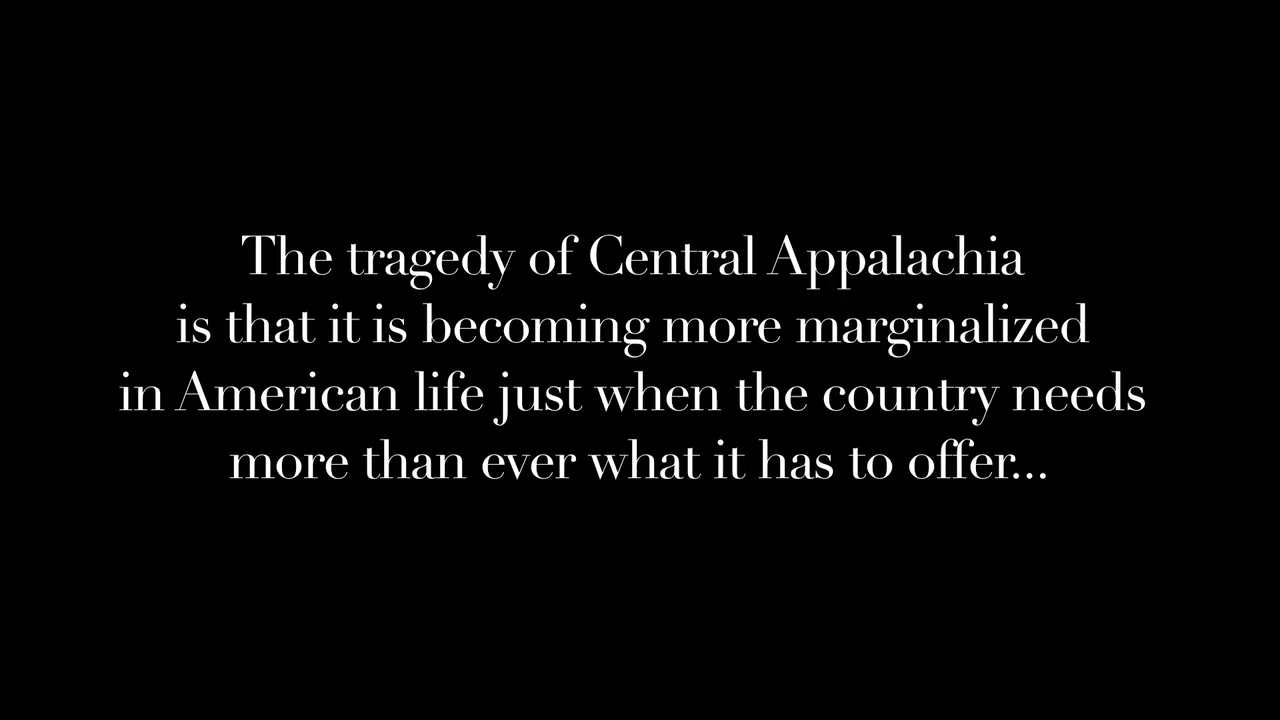 The tragedy of Central Appalachia
is that it is becoming more marginalized
in American life just when the country needs
more than ever what it has to offer...